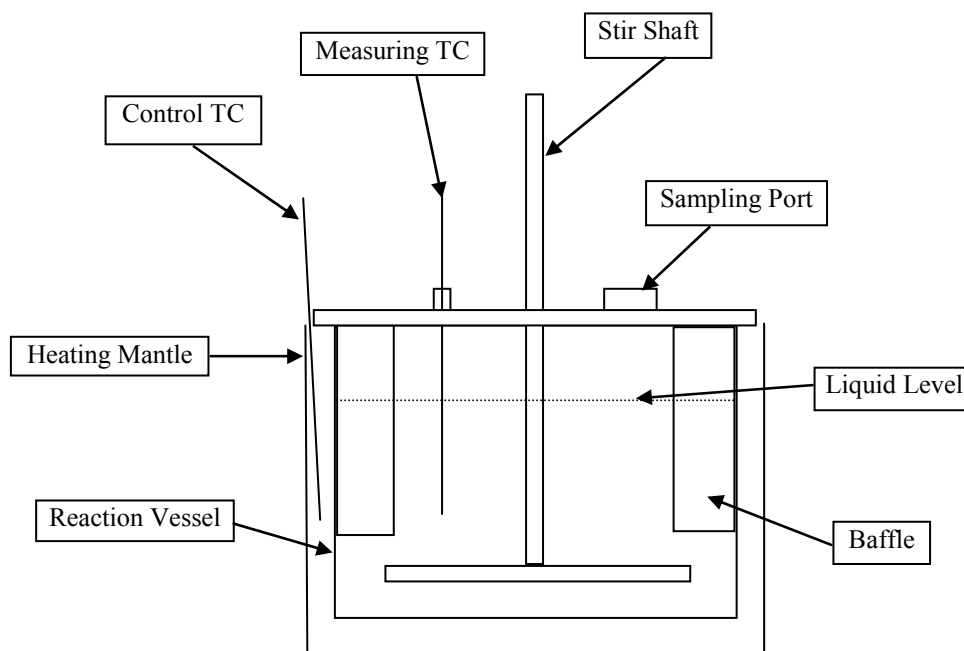 Stir Shaft
Measuring TC
Control TC
Sampling Port
Heating Mantle
Liquid Level
Reaction Vessel
Baffle